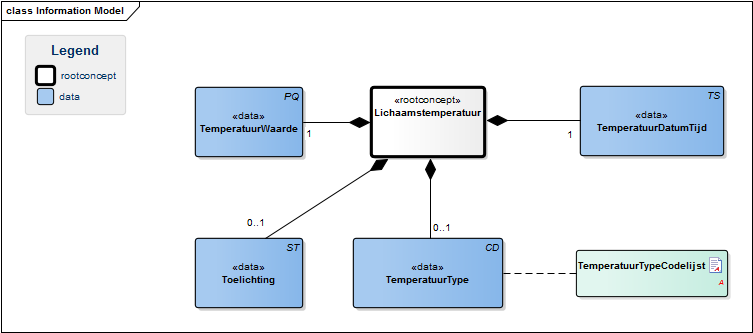 class Information Model
Legend
rootconcept
data
PQ
«data»
TemperatuurWaarde
1
«rootconcept»
Lichaamstemperatuur
TS
«data»
TemperatuurDatumTijd
1
0..1
0..1
ST
«data»
Toelichting
CD
«data»
TemperatuurType
TemperatuurTypeCodelijst
A